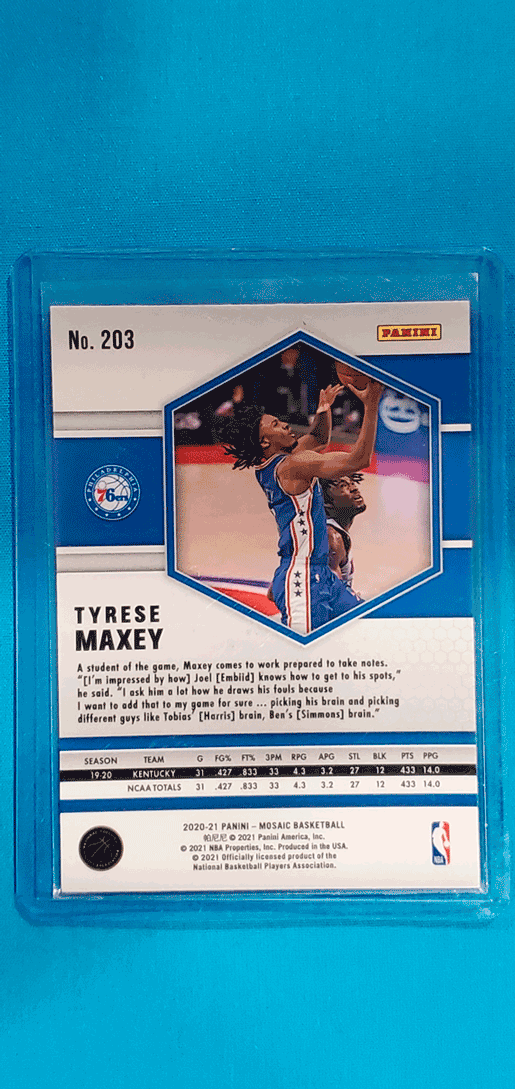 No. 203
PANINI
PHILADELPHIA
76ERS
TYRESE
MAXEY
A student of the game, Maxey comes to work prepared to take notes.
"[I'm impressed by how] Joel [Embiid] knows how to get to his spots,"
he said. "I ask him a lot how he draws his fouls because
I want to add that to my game for sure ... picking his brain and picking
different guys like Tobias' [Harris] brain, Ben's [Simmons] brain."
SEASON TEAM G FG% FT% 3PM RPG APG STL BLK PTS PPG
19-20 KENTUCKY 31 .427 .833 33 4.3 3.2 27 12 433 14.0
NCAA TOTALS 31 .427 .833 33 4.3 3.2 27 12 433 14.0
2020-21 PANINI – MOSAIC BASKETBALL
帕尼尼 © 2021 Panini America, Inc.
© 2021 NBA Properties, Inc. Produced in the USA.
© 2021 Officially licensed product of the
National Basketball Players Association.
NBA